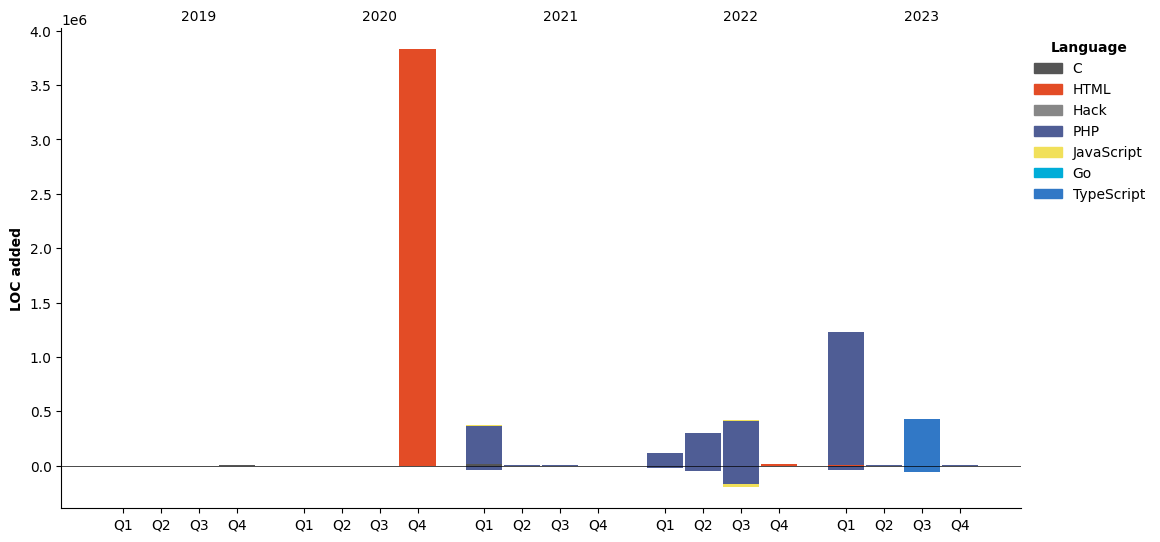 2019 2020 2021 2022 2023
1e6
4.0
3.5
3.0
2.5
2.0
1.5
1.0
0.5
0.0
LOC added
Q1 Q2 Q3 Q4 Q1 Q2 Q3 Q4 Q1 Q2 Q3 Q4 Q1 Q2 Q3 Q4 Q1 Q2 Q3 Q4
Language
C
HTML
Hack
PHP
JavaScript
Go
TypeScript